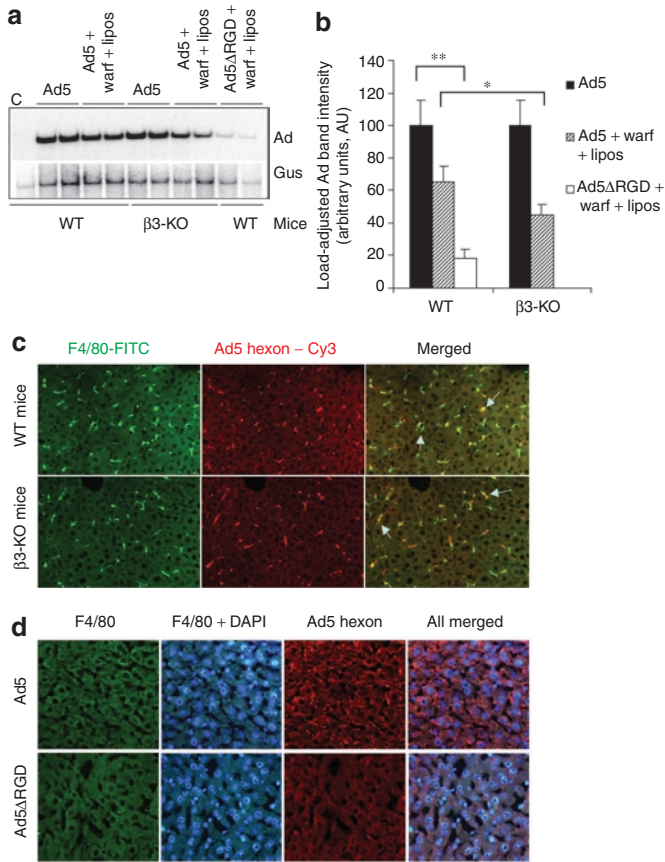 a
C
Ad5
Ad5 +
warf + lipos
Ad5
Ad5 +
warf + lipos
Ad5ΔRGD +
warf + lipos
Ad
Gus
WT
β3-KO
WT
Mice
b
Load-adjusted Ad band intensity
(arbitrary units, AU)
140
120
100
80
60
40
20
0
**
*
WT
β3-KO
Ad5
Ad5 + warf
+ lipos
Ad5ΔRGD +
warf + lipos
c
F4/80-FITC
Ad5 hexon – Cy3
Merged
WT mice
β3-KO mice
d
F4/80
F4/80 + DAPI
Ad5 hexon
All merged
Ad5
Ad5ΔRGD